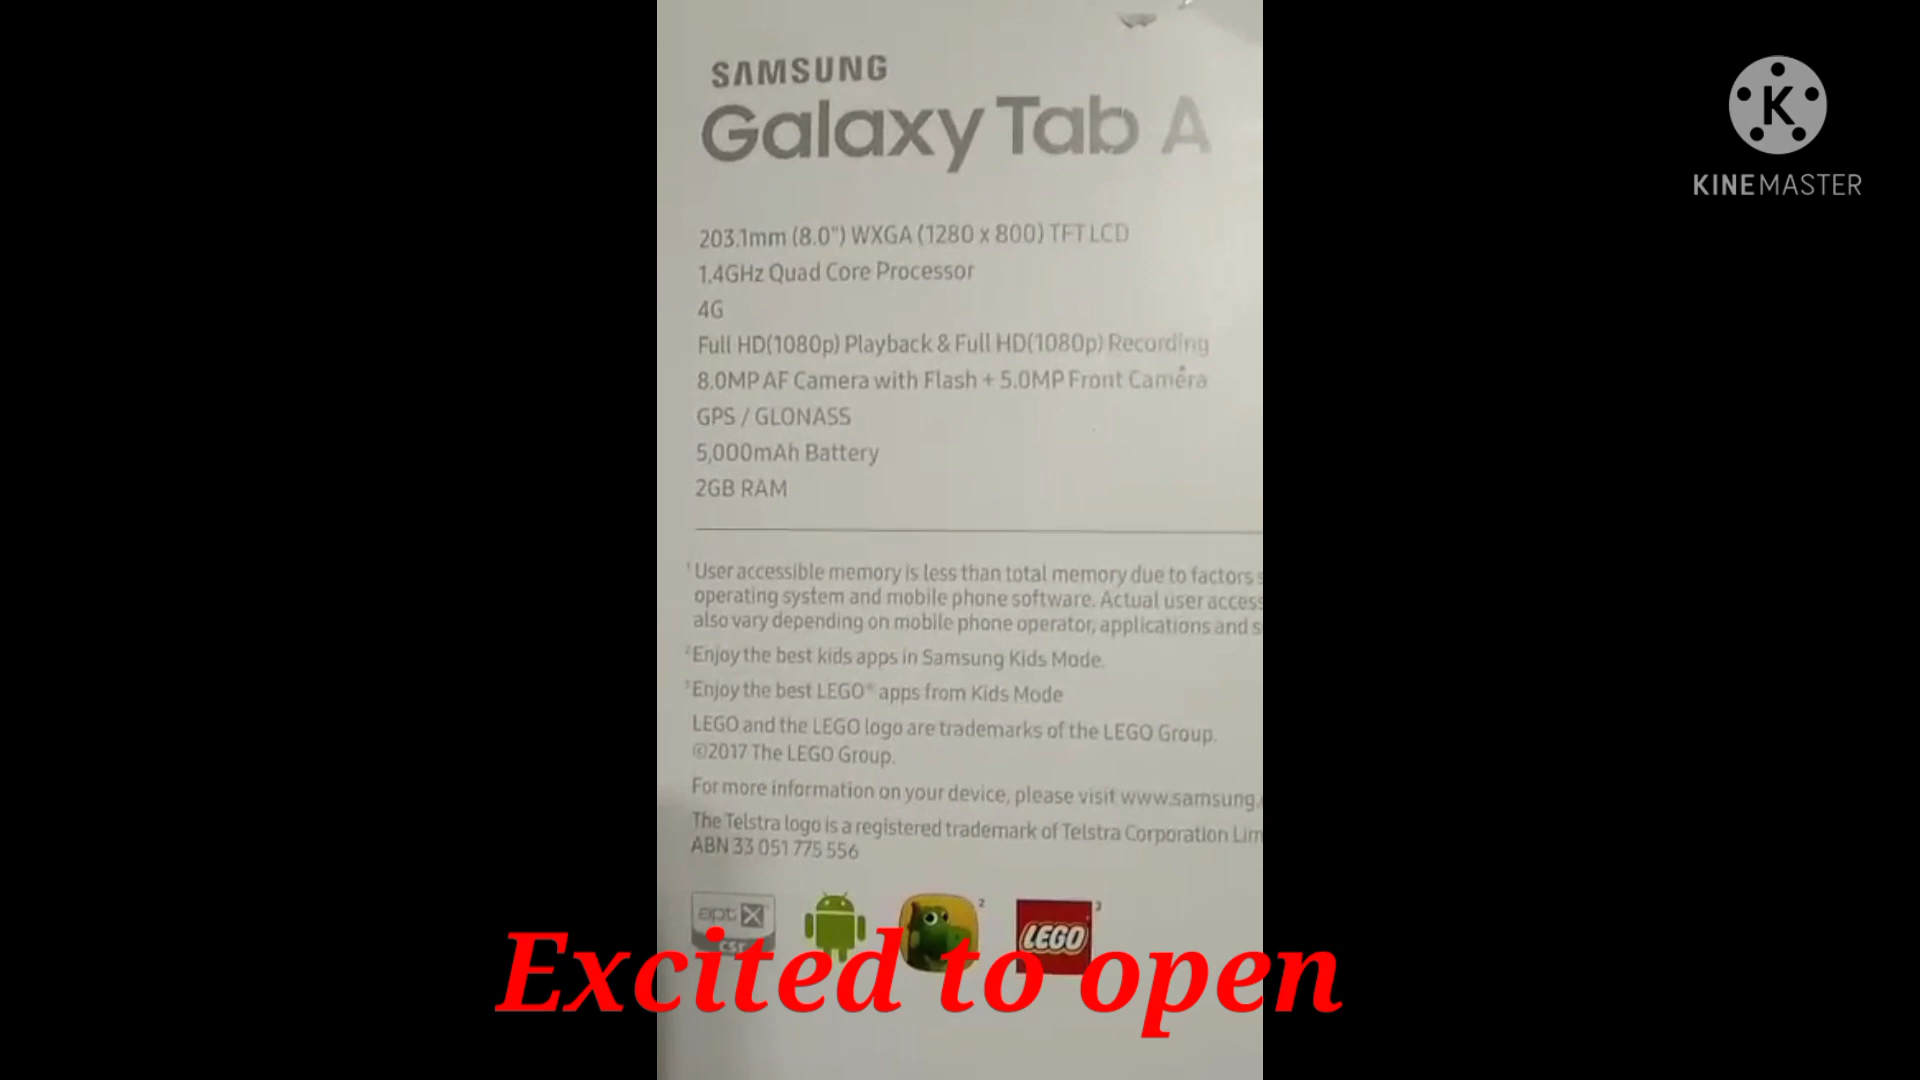 SAMSUNG
Galaxy Tab A
203.1mm (8.0") WXGA (1280 x 800) TFT LCD
1.4GHz Quad Core Processor
4G
Full HD(1080p) Playback & Full HD(1080p) Recording
8.0MP AF Camera with Flash + 5.0MP Front Camera
GPS / GLONASS
5,000mAh Battery
2GB RAM
¹ User accessible memory is less than total memory due to factors
operating system and mobile phone software. Actual user access
also vary depending on mobile phone operator, applications and s
² Enjoy the best kids apps in Samsung Kids Mode.
³ Enjoy the best LEGO® apps from Kids Mode
LEGO and the LEGO logo are trademarks of the LEGO Group.
©2017 The LEGO Group.
For more information on your device, please visit www.samsung.
The Telstra logo is a registered trademark of Telstra Corporation Lim
ABN 33 051 775 556
aptX
csr
2
LEGO
3
Excited to open
K
KINEMASTER